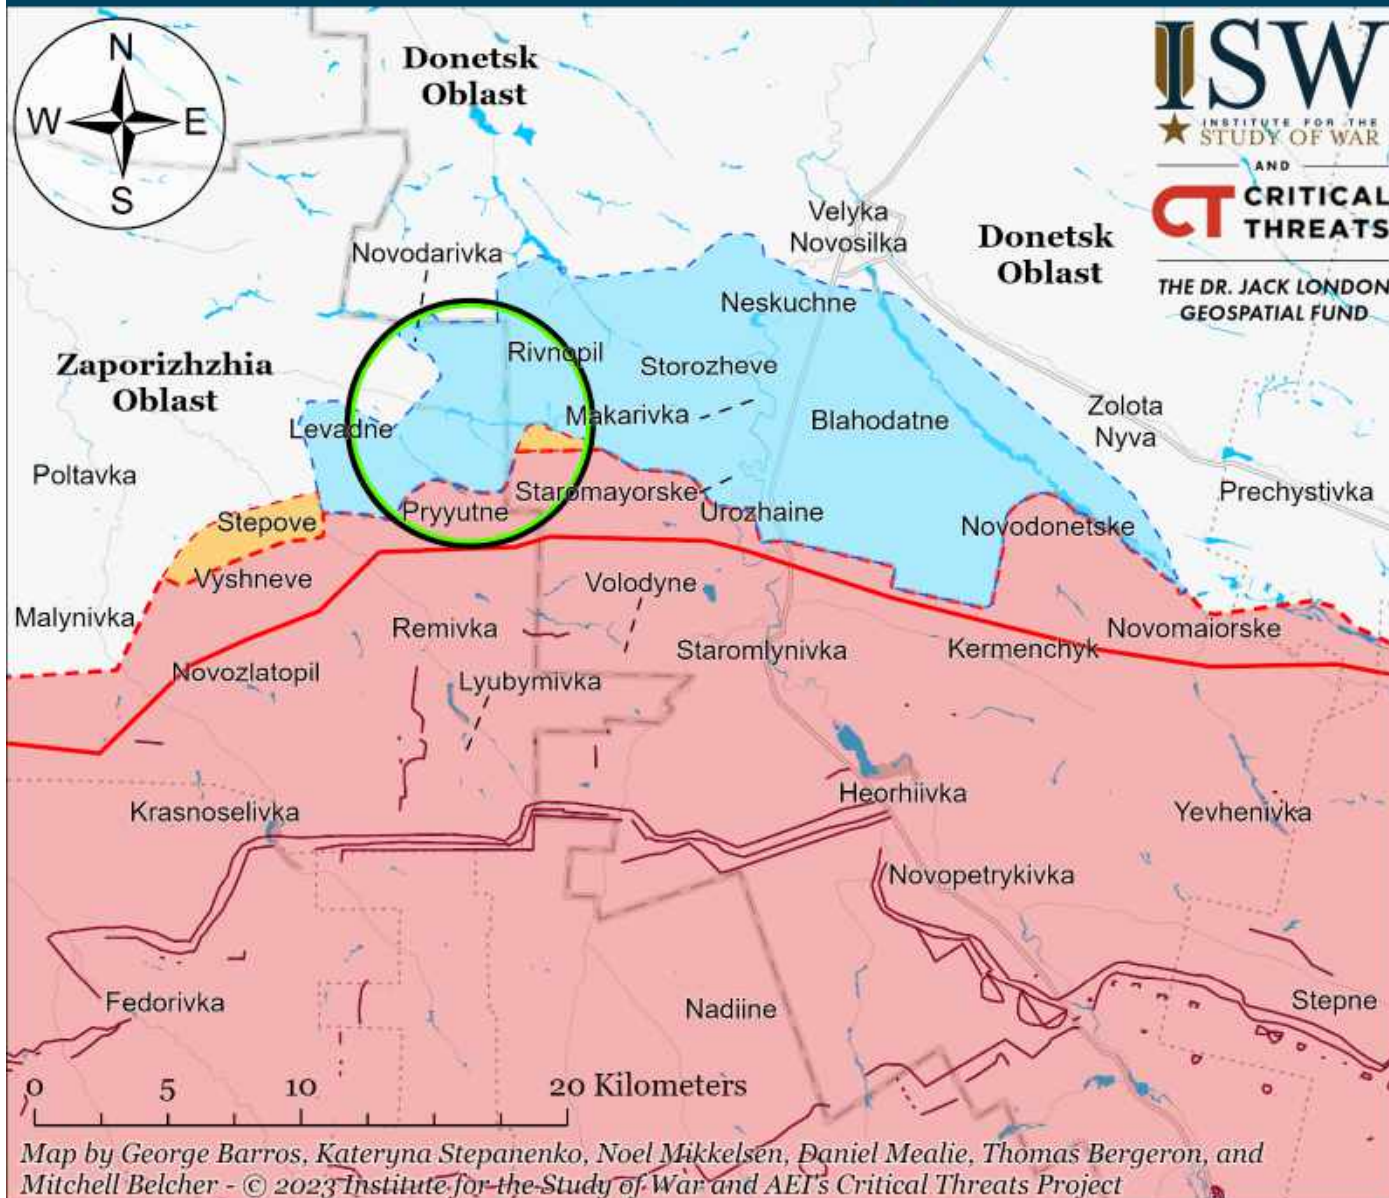 N
W E
S
Donetsk
Oblast
ISW
INSTITUTE FOR THE
STUDY OF WAR
AND
CT CRITICAL
THREATS
THE DR. JACK LONDON
GEOSPATIAL FUND
Velyka
Novosilka
Donetsk
Oblast
Novodarivka
Neskuchne
Rivnopil
Storozheve
Zaporizhzhia
Oblast
Makarivka
Blahodatne
Zolota
Nyva
Levadne
Poltavka
Staromayorske
Prechystivka
Pryyutne
Urozhaine
Stepove
Novodonetske
Vyshneve
Volodyne
Malynivka
Remivka
Novomaiorske
Staromlynivka
Kermenchyk
Novozlatopil
Lyubymivka
Heorhiivka
Krasnoselivka
Yevhenivka
Novopetrykivka
Fedorivka
Nadiine
Stepne
0 5 10 20 Kilometers
Map by George Barros, Kateryna Stepanenko, Noel Mikkelsen, Daniel Mealie, Thomas Bergeron, and
Mitchell Belcher - © 2023 Institute for the Study of War and AEI's Critical Threats Project